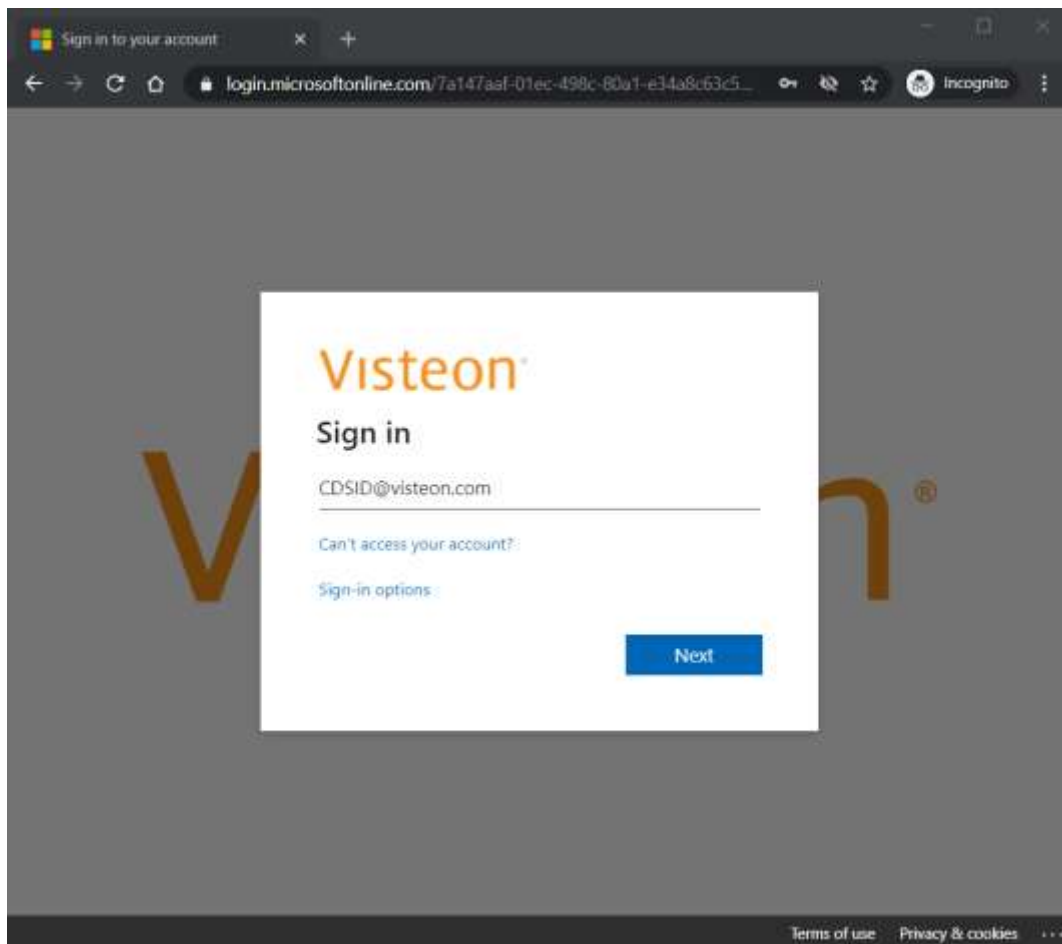 Sign in to your account
login.microsoftonline.com/7a147aaf-01ec-498c-80a1-e34a8c63c5...
Incognito
Visteon
Sign in
V n®
CDSID@visteon.com
Can't access your account?
Sign-in options
Next
Terms of use Privacy & cookies ...